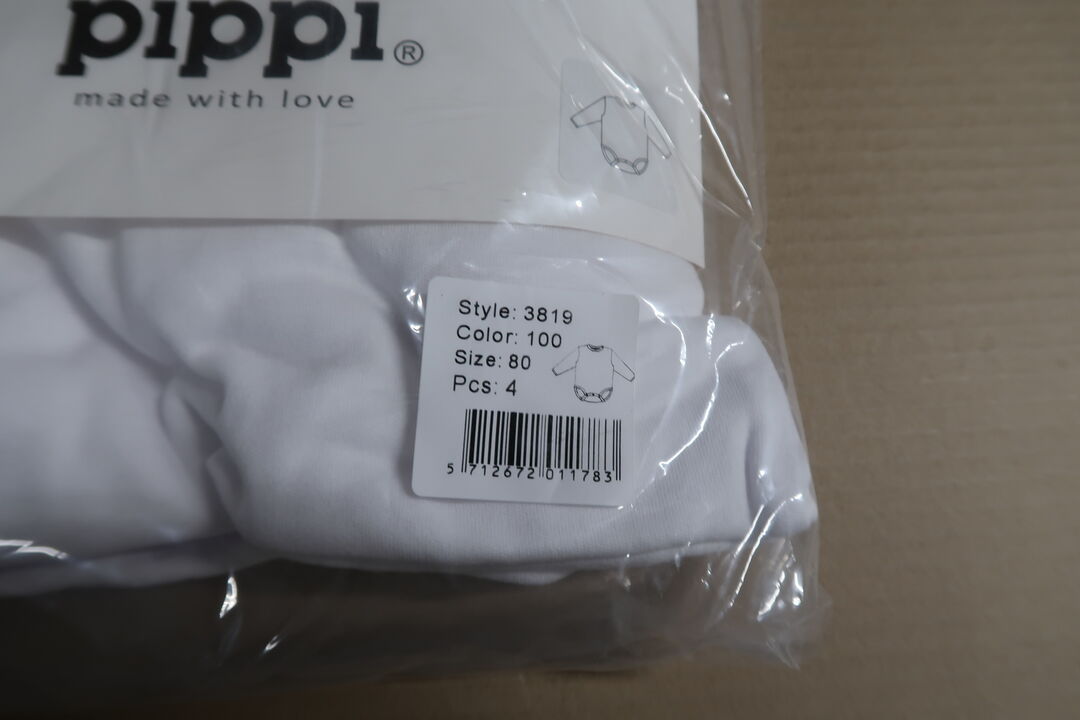 pippi®
made with love
Style: 3819
Color: 100
Size: 80
Pcs: 4
5 712672 011783